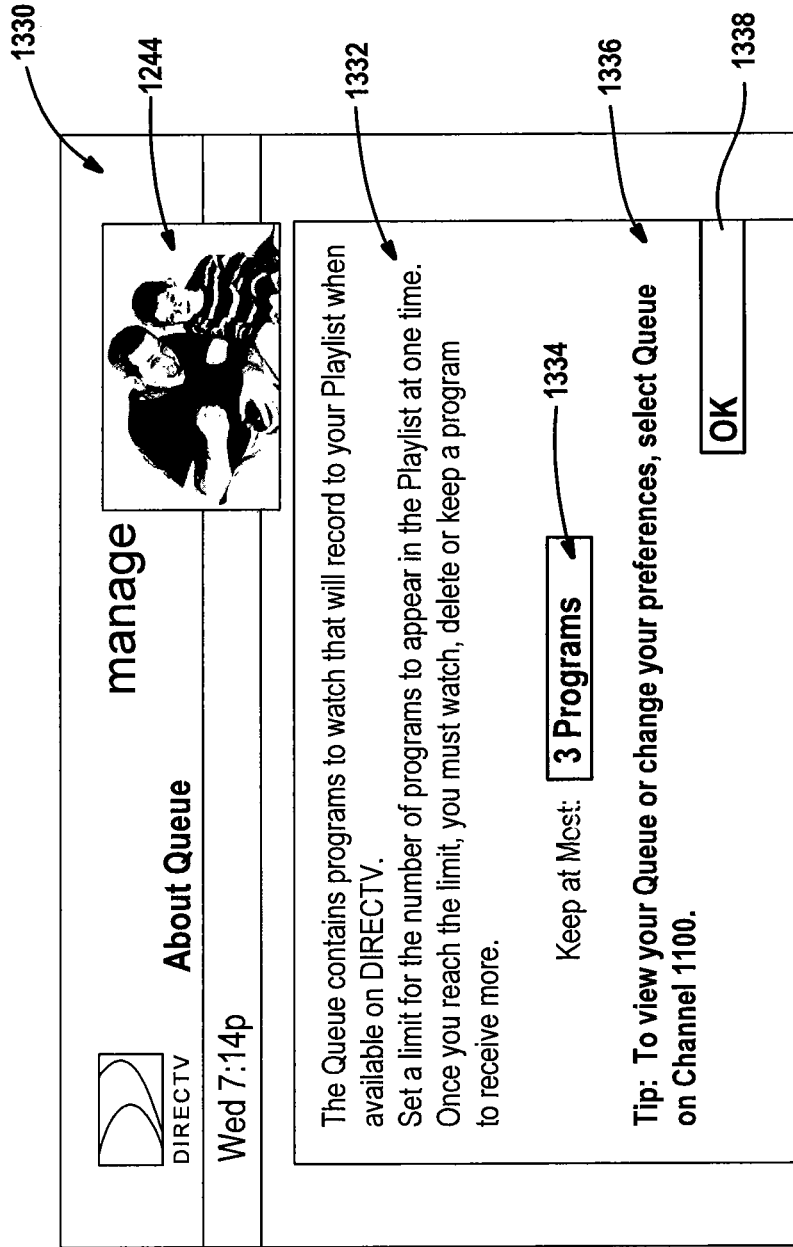 1330
manage
1244
DIRECTV
About Queue
Wed 7:14p
The Queue contains programs to watch that will record to your Playlist when
available on DIRECTV.
1332
Set a limit for the number of programs to appear in the Playlist at one time.
Once you reach the limit, you must watch, delete or keep a program
to receive more.
Keep at Most: 3 Programs
1334
Tip: To view your Queue or change your preferences, select Queue
on Channel 1100.
1336
OK
1338